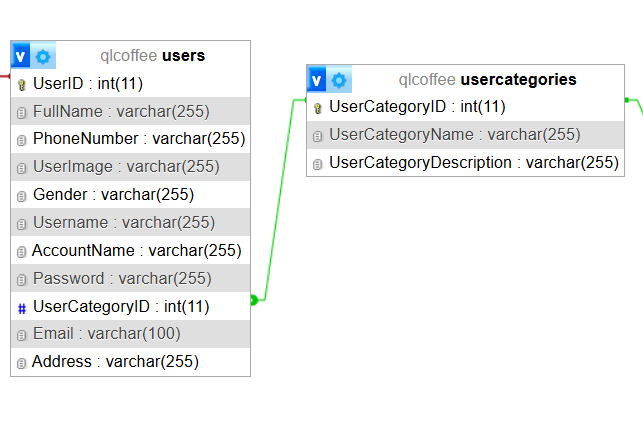 v qlcoffee users
UserID : int(11)
FullName : varchar(255)
PhoneNumber : varchar(255)
UserImage : varchar(255)
Gender : varchar(255)
Username : varchar(255)
AccountName : varchar(255)
Password : varchar(255)
# UserCategoryID : int(11)
Email : varchar(100)
Address : varchar(255)
v qlcoffee usercategories
UserCategoryID : int(11)
UserCategoryName : varchar(255)
UserCategoryDescription : varchar(255)